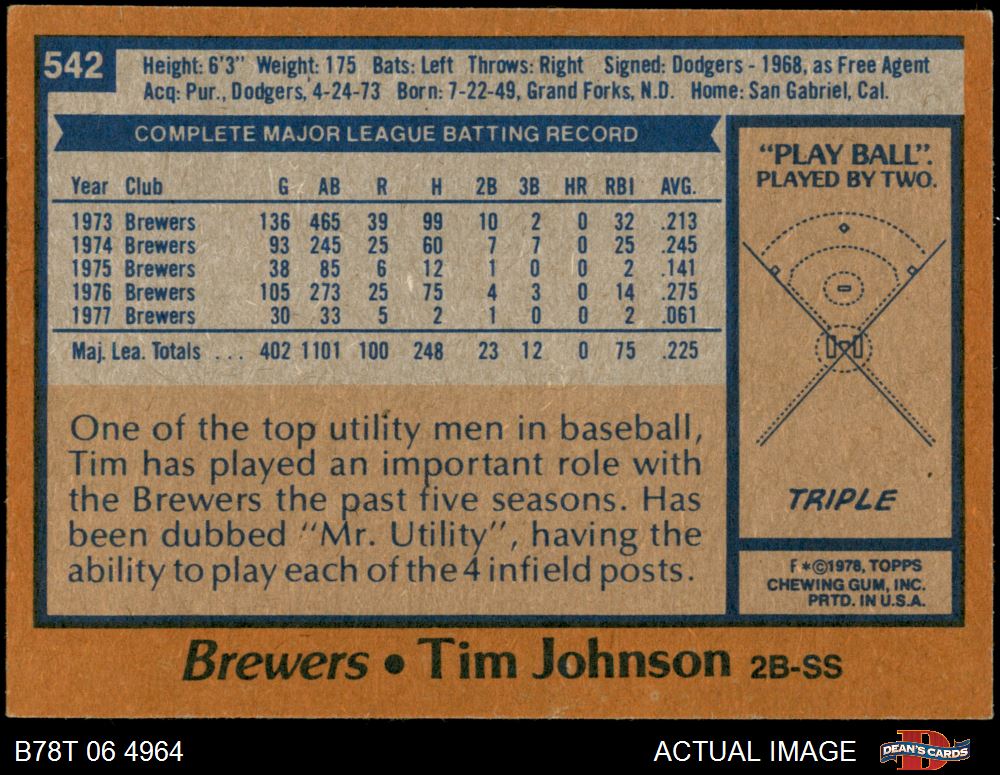 542
Height: 6'3" Weight: 175 Bats: Left Throws: Right Signed: Dodgers - 1968, as Free Agent
Acq: Pur., Dodgers, 4-24-73 Born: 7-22-49, Grand Forks, N.D. Home: San Gabriel, Cal.
COMPLETE MAJOR LEAGUE BATTING RECORD
Year Club G AB R H 2B 3B HR RBI AVG.
1973 Brewers 136 465 39 99 10 2 0 32 .213
1974 Brewers 93 245 25 60 7 7 0 25 .245
1975 Brewers 38 85 6 12 1 0 0 2 .141
1976 Brewers 105 273 25 75 4 3 0 14 .275
1977 Brewers 30 33 5 2 1 0 0 2 .061
Maj. Lea. Totals ... 402 1101 100 248 23 12 0 75 .225
One of the top utility men in baseball,
Tim has played an important role with
the Brewers the past five seasons. Has
been dubbed "Mr. Utility", having the
ability to play each of the 4 infield posts.
"PLAY BALL".
PLAYED BY TWO.
TRIPLE
F*©1978, TOPPS
CHEWING GUM, INC.
PRTD. IN U.S.A.
Brewers • Tim Johnson 2B-SS
B78T 06 4964
ACTUAL IMAGE
D
DEAN'S CARDS